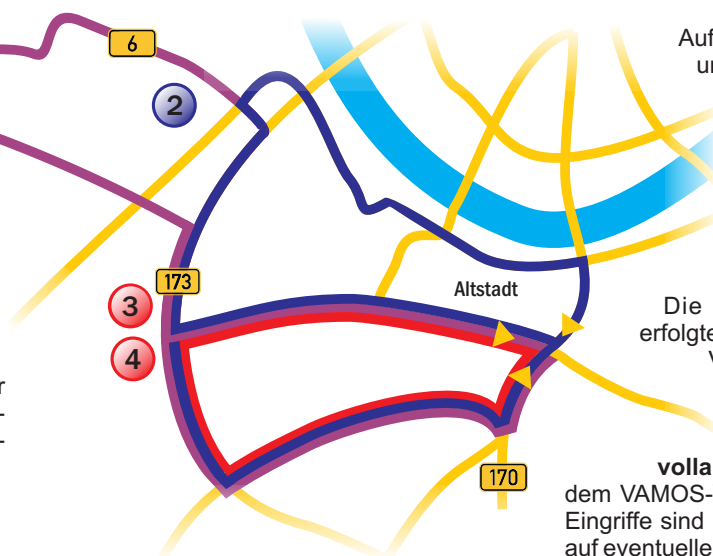 6
2
173
3
4
Altstadt
170
Auf
un
Die
erfolgte
V
r
-
-
volla
dem VAMOS-
Eingriffe sind
auf eventuelle